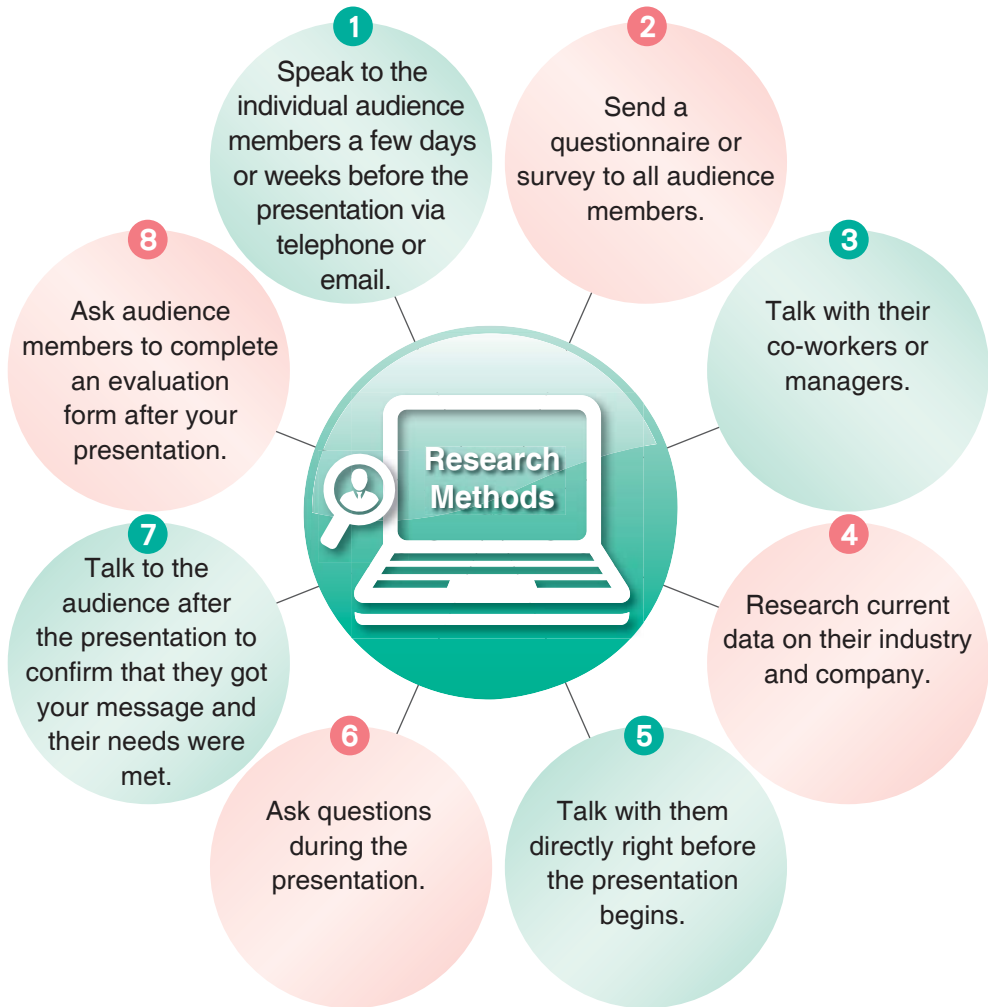 1
Speak to the
individual audience
members a few days
or weeks before the
presentation via
telephone or
email.
2
Send a
questionnaire or
survey to all audience
members.
3
Talk with their
co-workers or
managers.
4
Research current
data on their industry
and company.
5
Talk with them
directly right before
the presentation
begins.
6
Ask questions
during the
presentation.
7
Talk to the
audience after
the presentation to
confirm that they got
your message and
their needs were
met.
8
Ask audience
members to complete
an evaluation
form after your
presentation.
Research
Methods